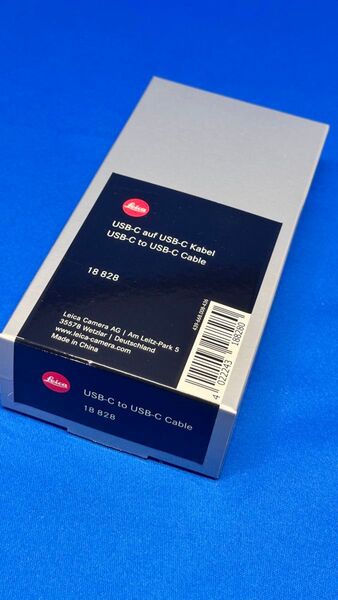 Leica
USB-C auf USB-C Kabel
USB-C to USB-C Cable
18 828
Leica Camera AG | Am Leitz-Park 5
35578 Wetzlar | Deutschland
www.leica-camera.com
Made in China
4 022243 188280
Leica
USB-C to USB-C Cable
18 828